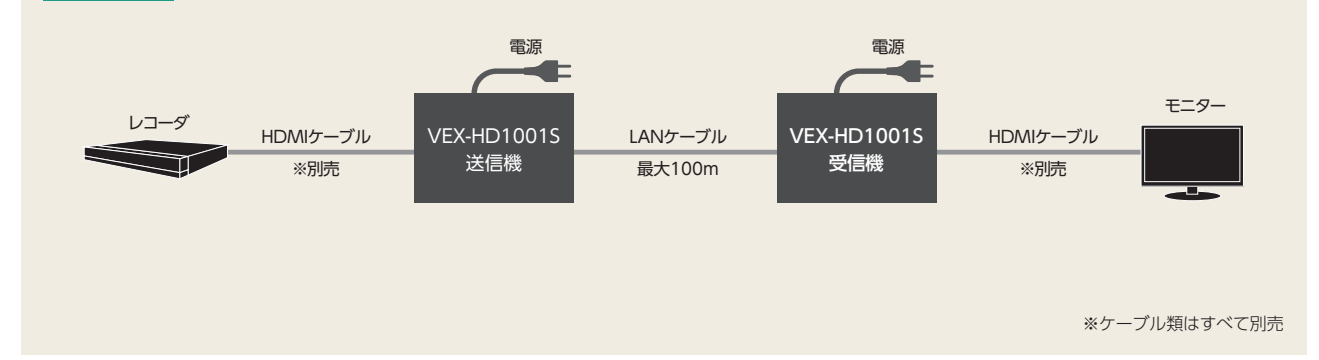 電源
電源
レコーダ
モニター
HDMIケーブル
※別売
VEX-HD1001S
送信機
LANケーブル
最大100m
VEX-HD1001S
受信機
HDMIケーブル
※別売
※ケーブル類はすべて別売